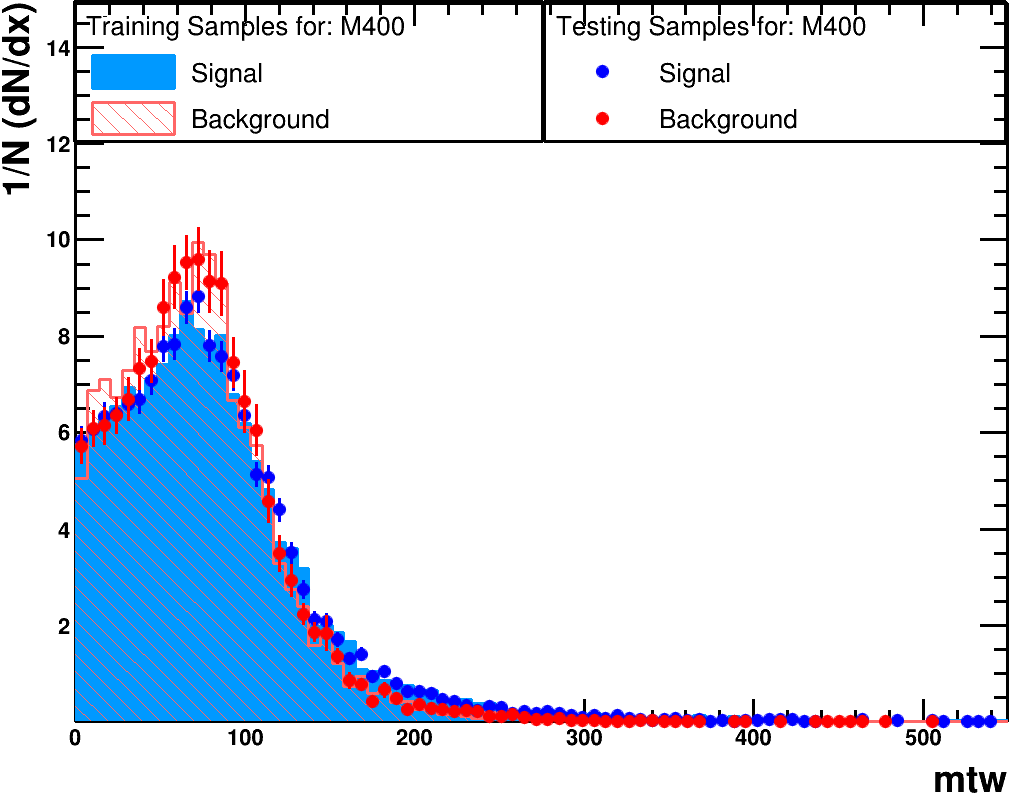 1/N (dN/dx)
Training Samples for: M400
Signal
Background
Testing Samples for: M400
Signal
Background
14
12
10
8
6
4
2
0 100 200 300 400 500
mtw